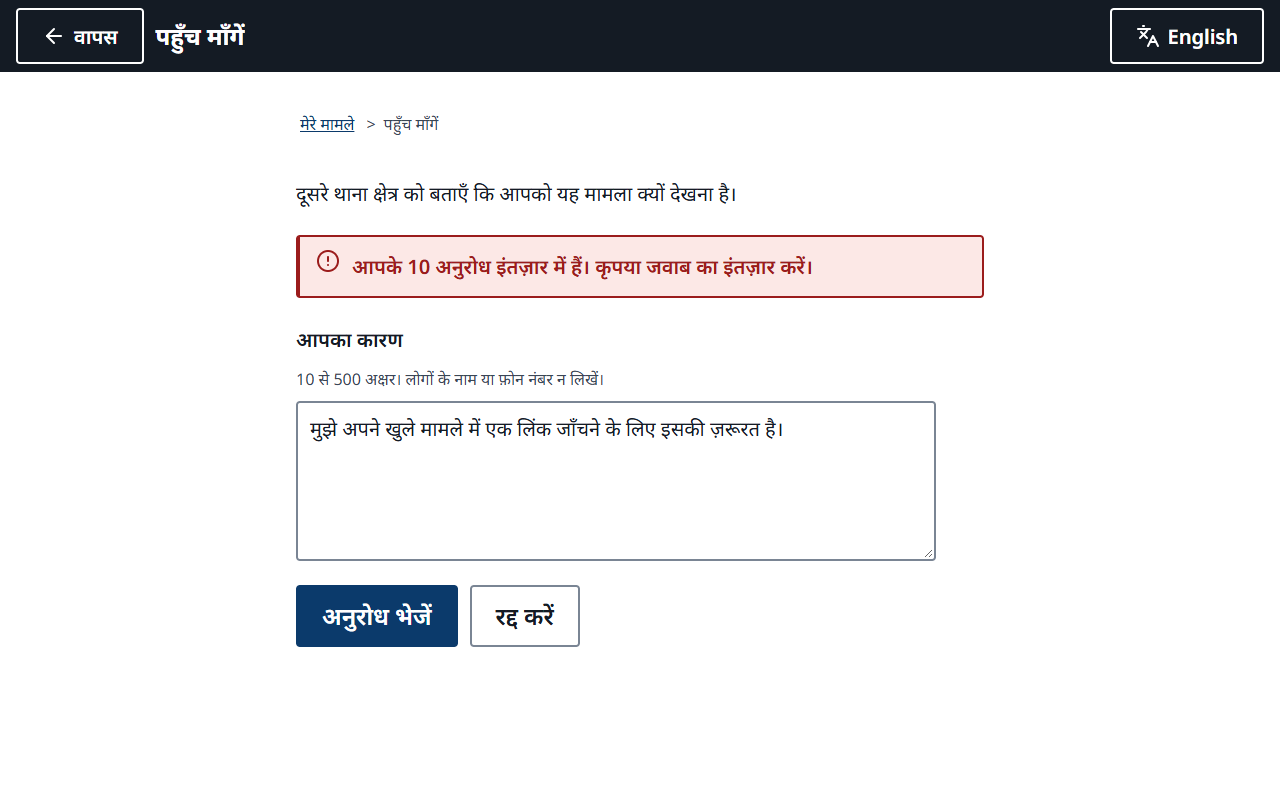 वापस
पहुँच माँगें
English
मेरे मामले > पहुँच माँगें
दूसरे थाना क्षेत्र को बताएँ कि आपको यह मामला क्यों देखना है।
आपके 10 अनुरोध इंतज़ार में हैं। कृपया जवाब का इंतज़ार करें।
आपका कारण
10 से 500 अक्षर। लोगों के नाम या फ़ोन नंबर न लिखें।
मुझे अपने खुले मामले में एक लिंक जाँचने के लिए इसकी ज़रूरत है।
अनुरोध भेजें
रद्द करें